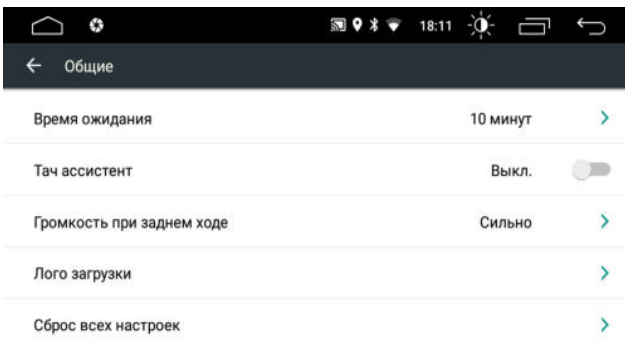 18:11
Общие
Время ожидания 10 минут
Тач ассистент Выкл.
Громкость при заднем ходе Сильно
Лого загрузки
Сброс всех настроек